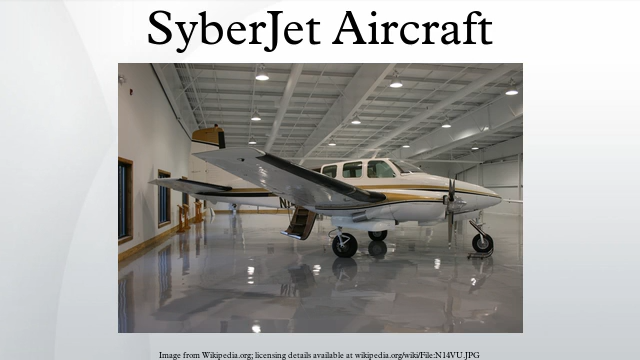 SyberJet Aircraft
Image from Wikipedia.org; licensing details available at wikipedia.org/wiki/File:N14VU.JPG